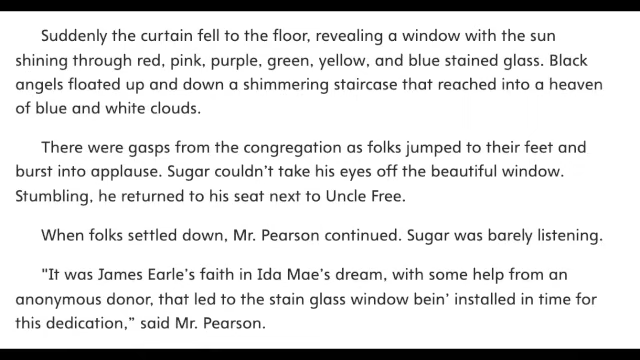 Suddenly the curtain fell to the floor, revealing a window with the sun
shining through red, pink, purple, green, yellow, and blue stained glass. Black
angels floated up and down a shimmering staircase that reached into a heaven
of blue and white clouds.
There were gasps from the congregation as folks jumped to their feet and
burst into applause. Sugar couldn’t take his eyes off the beautiful window.
Stumbling, he returned to his seat next to Uncle Free.
When folks settled down, Mr. Pearson continued. Sugar was barely listening.
"It was James Earle’s faith in Ida Mae’s dream, with some help from an
anonymous donor, that led to the stain glass window bein’ installed in time for
this dedication,” said Mr. Pearson.